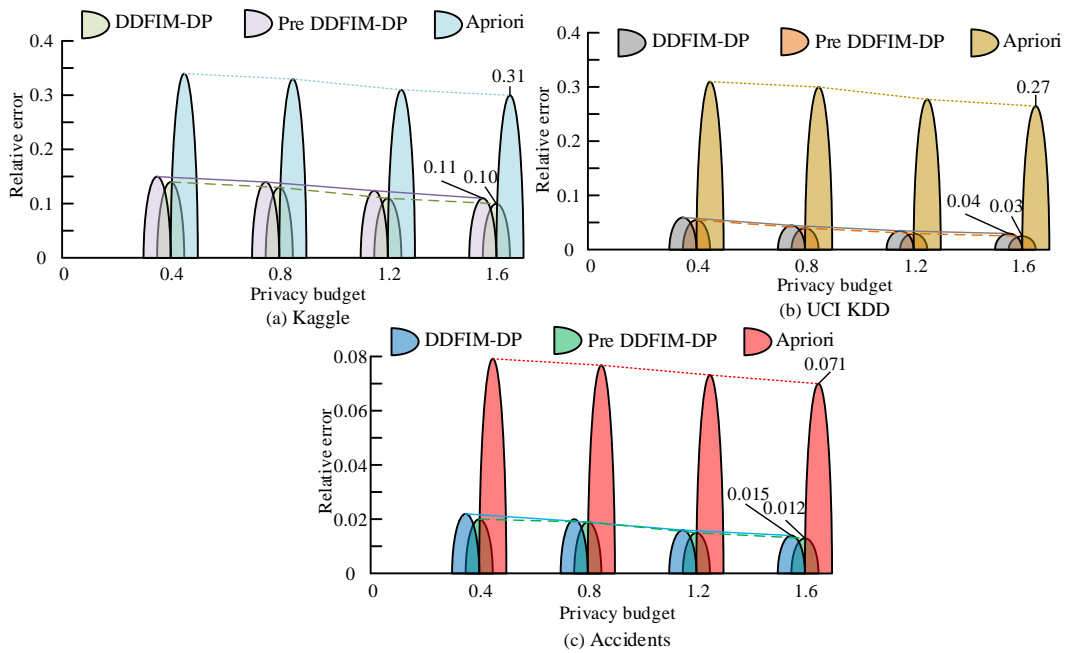 DDFIM-DP Pre DDFIM-DP Apriori
0.4
0.3
0.2
0.1
0
Relative error
0.31
0.11
0.10
0 0.4 0.8 1.2 1.6
Privacy budget
(a) Kaggle
DDFIM-DP Pre DDFIM-DP Apriori
0.4
0.3
0.2
0.1
0
Relative error
0.27
0.04
0.03
0 0.4 0.8 1.2 1.6
Privacy budget
(b) UCI KDD
DDFIM-DP Pre DDFIM-DP Apriori
0.08
0.06
0.04
0.02
0
Relative error
0.071
0.015
0.012
0 0.4 0.8 1.2 1.6
Privacy budget
(c) Accidents